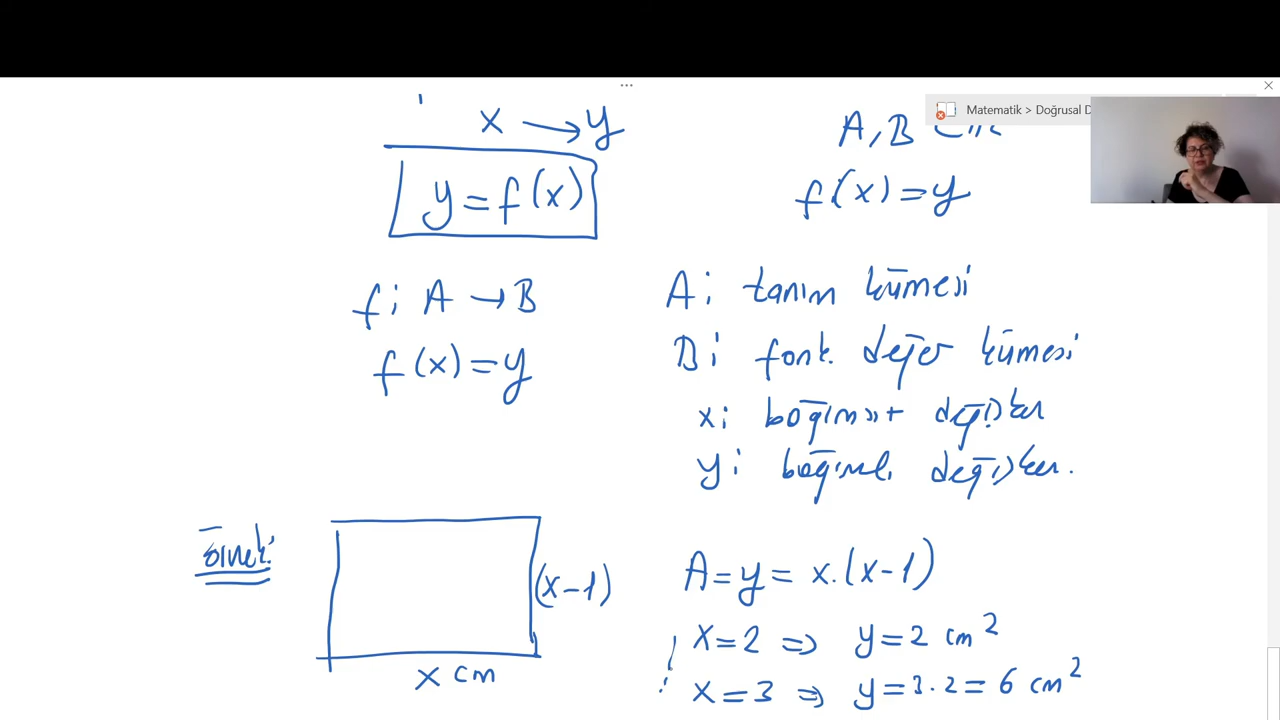 x → y
y = f(x)
f: A → B
f(x) = y
Matematik > Doğrusal D
A, B
f(x) = y
A: tanım kümesi
B: fonk. değer kümesi
x: bağımsız değişken
y: bağımlı değişken.
örnek:
(x-1)
x cm
A = y = x.(x-1)
x = 2 ⇒ y = 2 cm²
x = 3 ⇒ y = 3.2 = 6 cm²